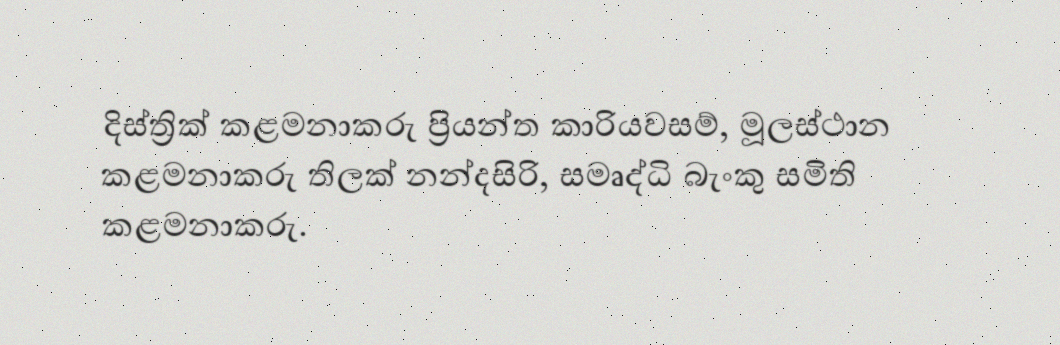 දිස්ත්‍රික් කළමනාකරු ප්‍රියන්ත කාරියවසම්, මූලස්ථාන
කළමනාකරු තිලක් නන්දසිරි, සමෘද්ධි බැංකු සමිති
කළමනාකරු.